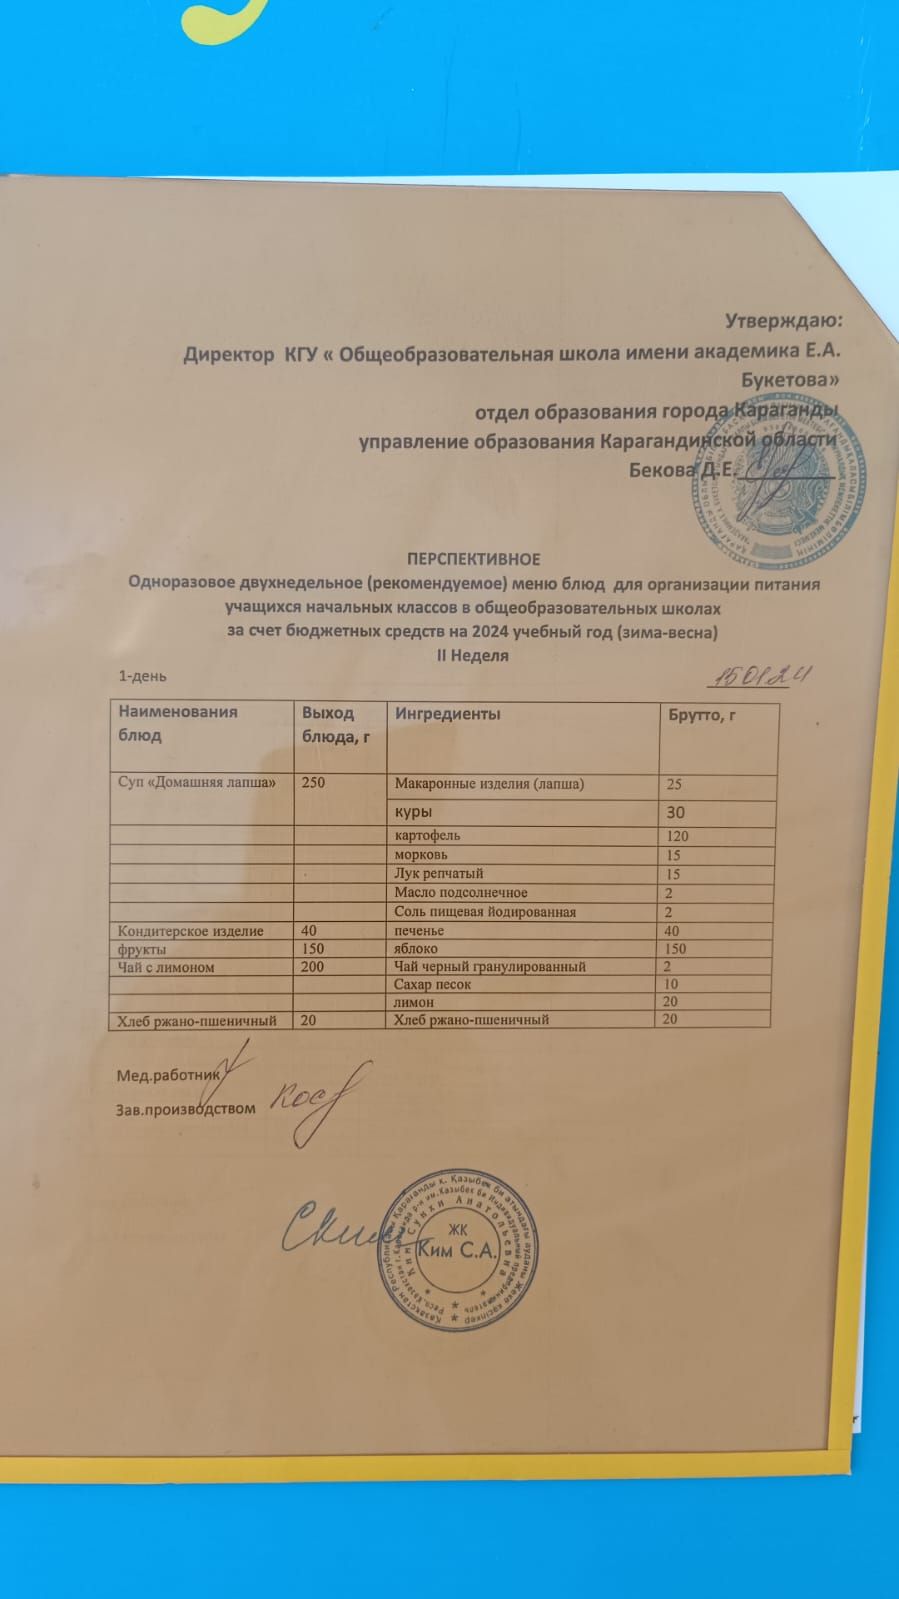 Утверждаю:
Директор КГУ « Общеобразовательная школа имени академика Е.А.
Букетова»
отдел образования города Караганды
управление образования Карагандинской области
Бекова Д.Е.
ПЕРСПЕКТИВНОЕ
Одноразовое двухнедельное (рекомендуемое) меню блюд для организации питания
учащихся начальных классов в общеобразовательных школах
за счет бюджетных средств на 2024 учебный год (зима-весна)
II Неделя
1-день 150124
Наименования блюд Выход блюда, г Ингредиенты Брутто, г
Суп «Домашняя лапша» 250 Макаронные изделия (лапша) 25
куры 30
картофель 120
морковь 15
Лук репчатый 15
Масло подсолнечное 2
Соль пищевая йодированная 2
Кондитерское изделие 40 печенье 40
фрукты 150 яблоко 150
Чай с лимоном 200 Чай черный гранулированный 2
Сахар песок 10
лимон 20
Хлеб ржано-пшеничный 20 Хлеб ржано-пшеничный 20
Мед.работник
Зав.производством
ЖК
Ким С.А.